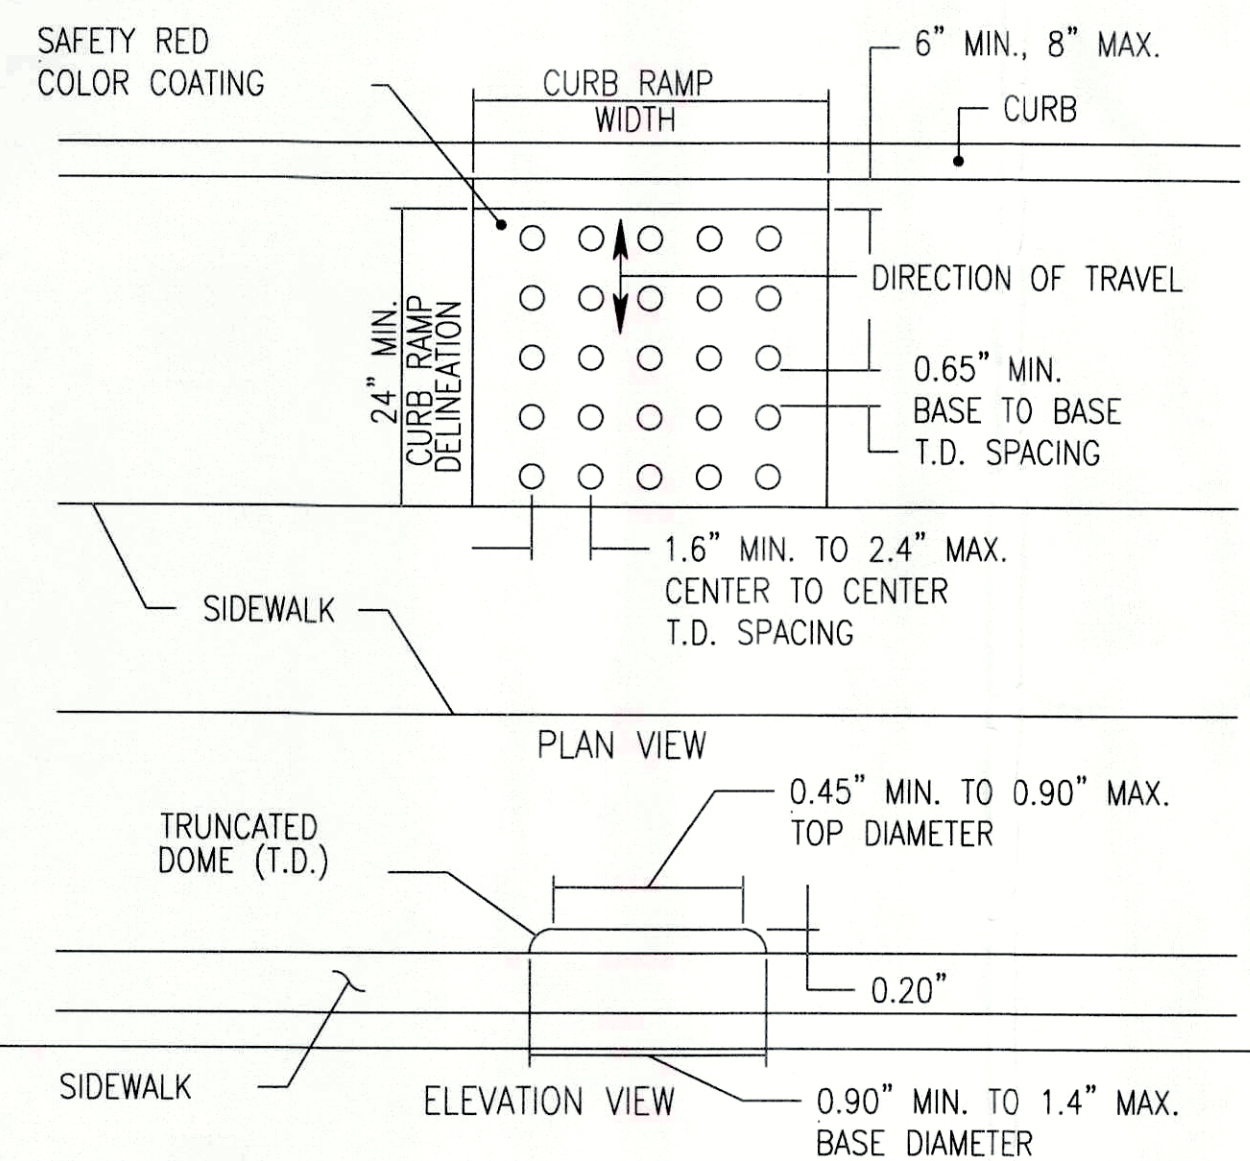 SAFETY RED
COLOR COATING
CURB RAMP
WIDTH
6” MIN., 8” MAX.
CURB
24” MIN.
CURB RAMP
DELINEATION
DIRECTION OF TRAVEL
0.65” MIN.
BASE TO BASE
T.D. SPACING
1.6” MIN. TO 2.4” MAX.
CENTER TO CENTER
T.D. SPACING
SIDEWALK
PLAN VIEW
0.45” MIN. TO 0.90” MAX.
TOP DIAMETER
TRUNCATED
DOME (T.D.)
0.20”
SIDEWALK
ELEVATION VIEW
0.90” MIN. TO 1.4” MAX.
BASE DIAMETER